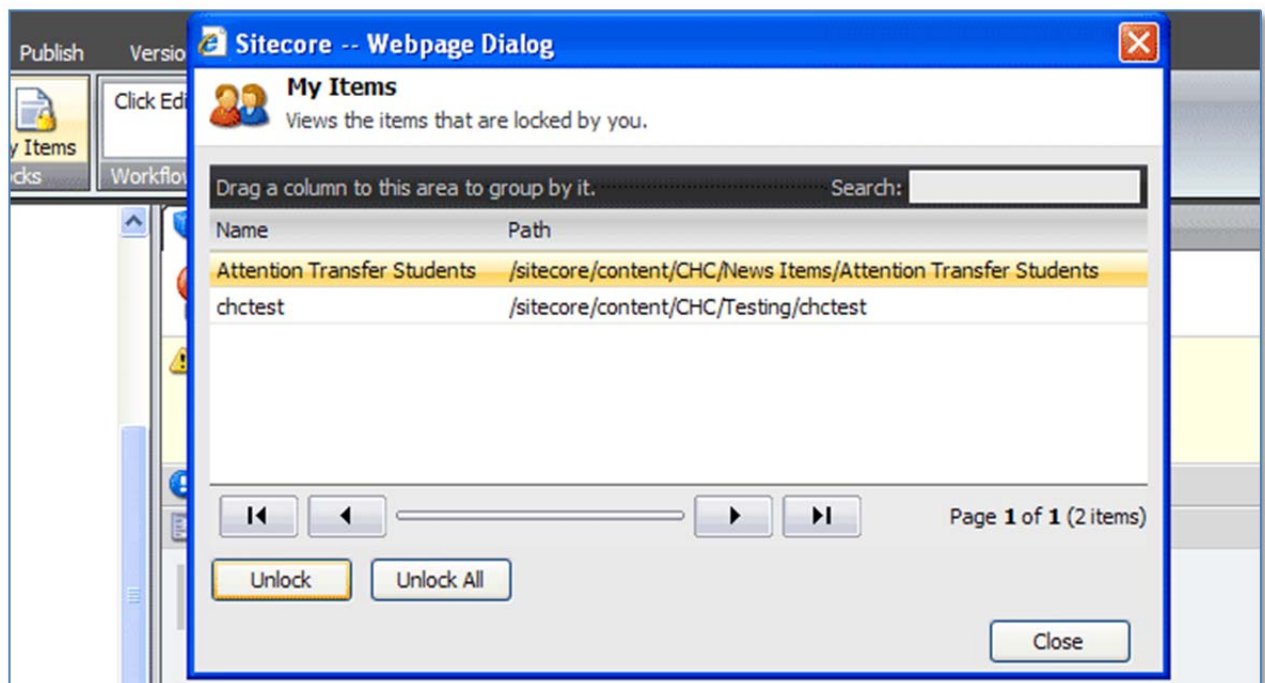 Publish Versio
Sitecore -- Webpage Dialog
My Items
Views the items that are locked by you.
Click Edi
y Items
cks
Workflo
Drag a column to this area to group by it. Search:
Name Path
Attention Transfer Students /sitecore/content/CHC/News Items/Attention Transfer Students
chctest /sitecore/content/CHC/Testing/chctest
Page 1 of 1 (2 items)
Unlock Unlock All
Close